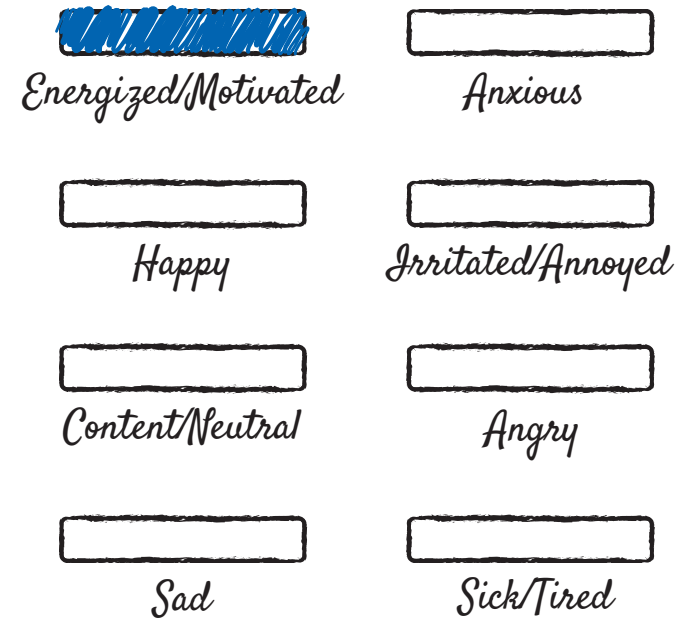 Energized/Motivated
Anxious
Happy
Irritated/Annoyed
Content/Neutral
Angry
Sad
Sick/Tired